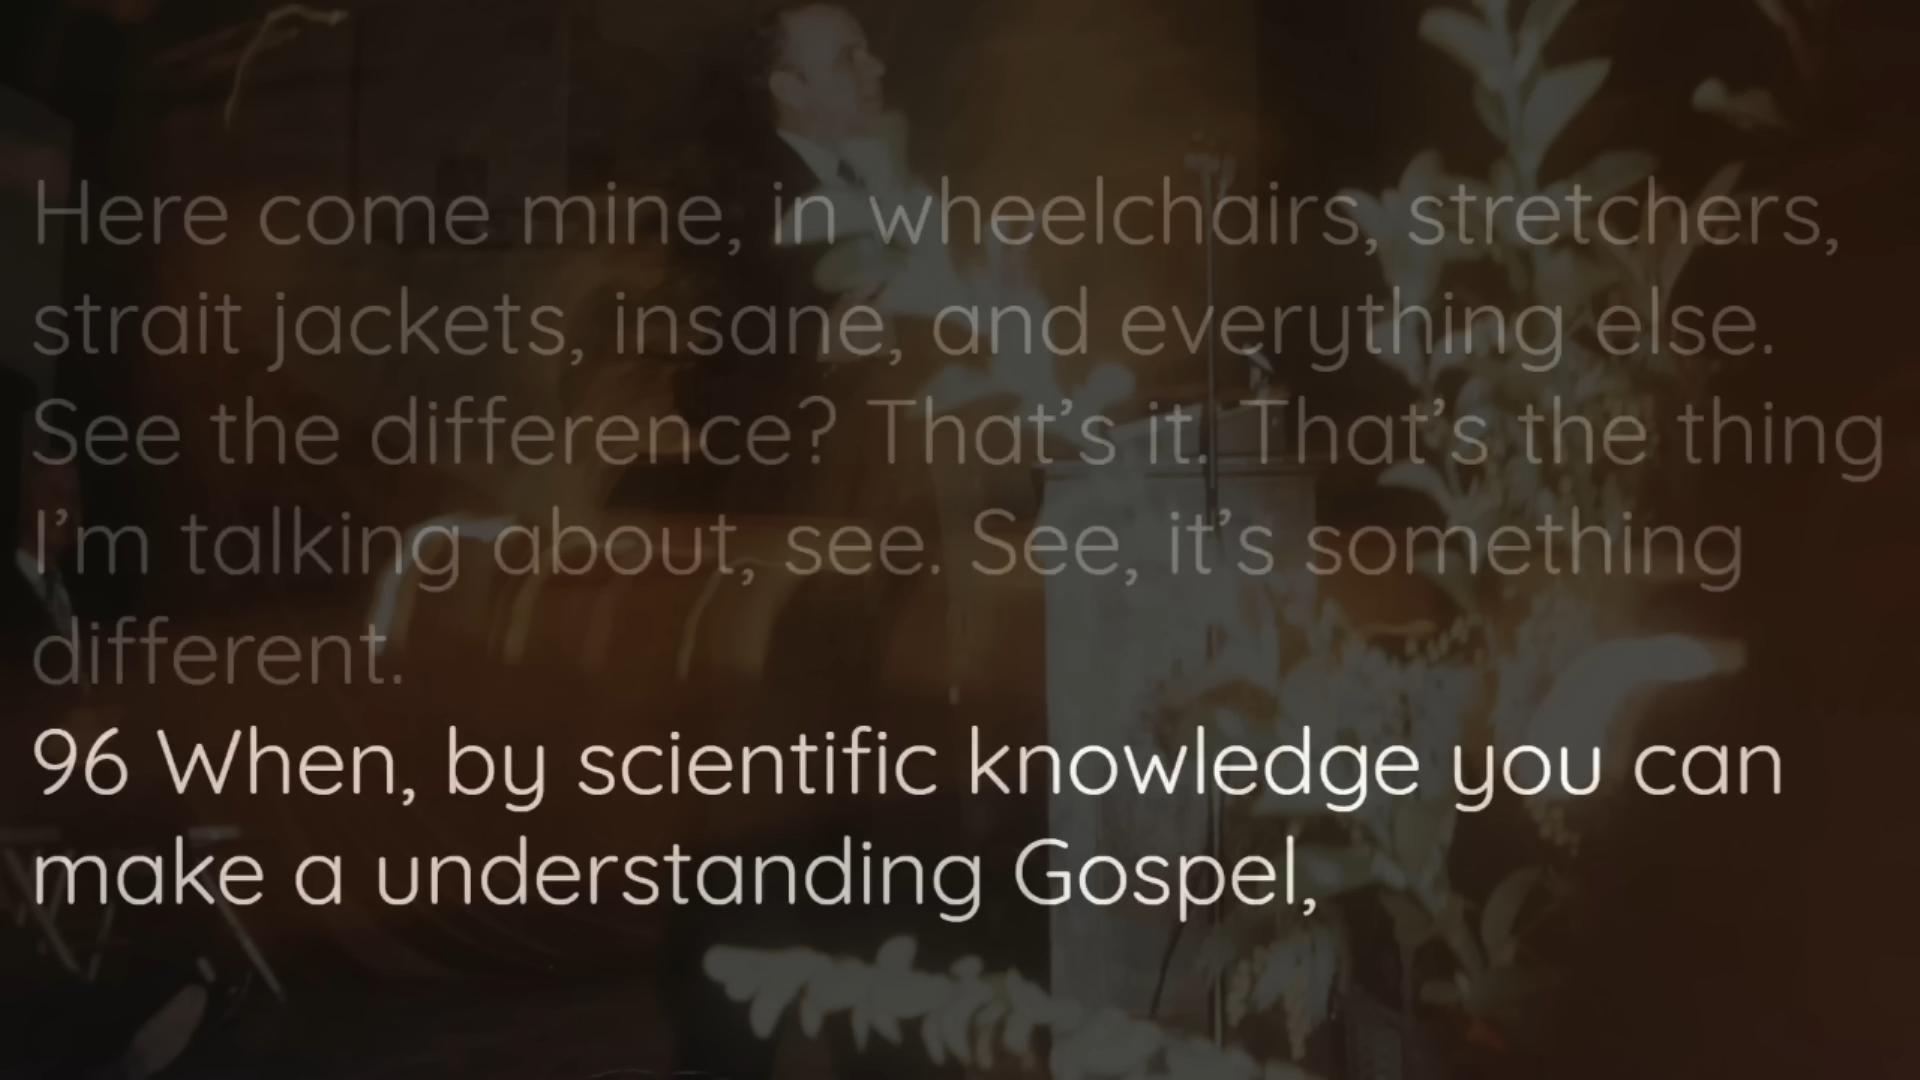 Here come mine, in wheelchairs, stretchers,
strait jackets, insane, and everything else.
See the difference? That’s it. That’s the thing
I’m talking about, see. See, it’s something
different.
96 When, by scientific knowledge you can
make a understanding Gospel,